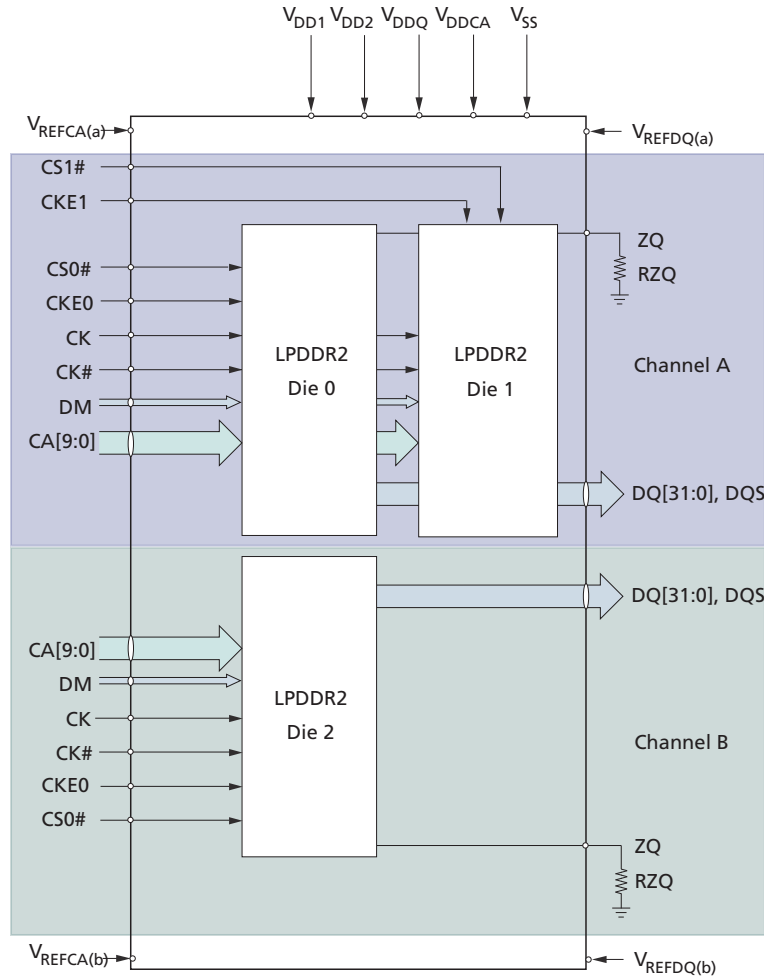 VDD1 VDD2 VDDQ VDDCA VSS
VREFCA(a)
VREFDQ(a)
CS1#
CKE1
ZQ
RZQ
CS0#
CKE0
CK
CK#
DM
CA[9:0]
LPDDR2
Die 0
LPDDR2
Die 1
Channel A
DQ[31:0], DQS
DQ[31:0], DQS
CA[9:0]
DM
CK
CK#
CKE0
CS0#
LPDDR2
Die 2
Channel B
ZQ
RZQ
VREFCA(b)
VREFDQ(b)